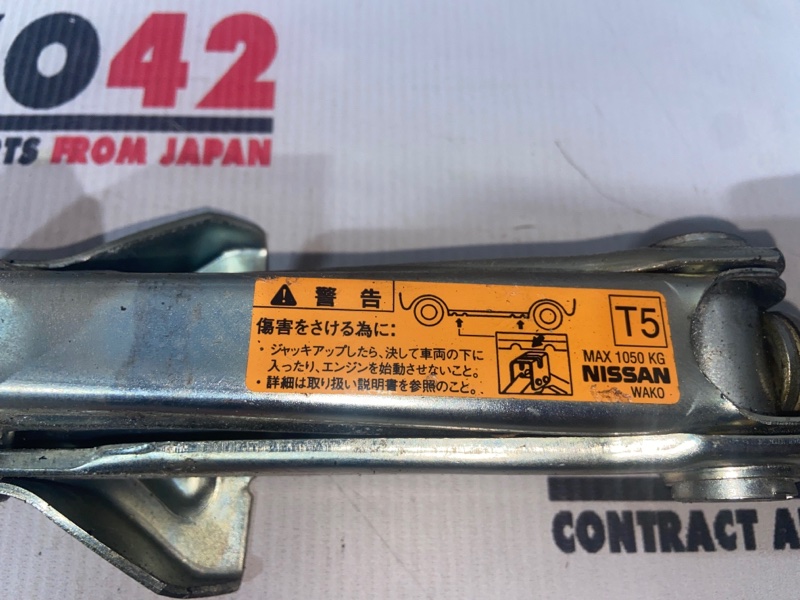 O42
RTS FROM JAPAN
警告
傷害をさける為に:
・ジャッキアップしたら、決して車両の下に
入ったり、エンジンを始動させないこと。
・詳細は取り扱い説明書を参照のこと。
T5
MAX 1050 KG
NISSAN
WAKO
CONTRACT A